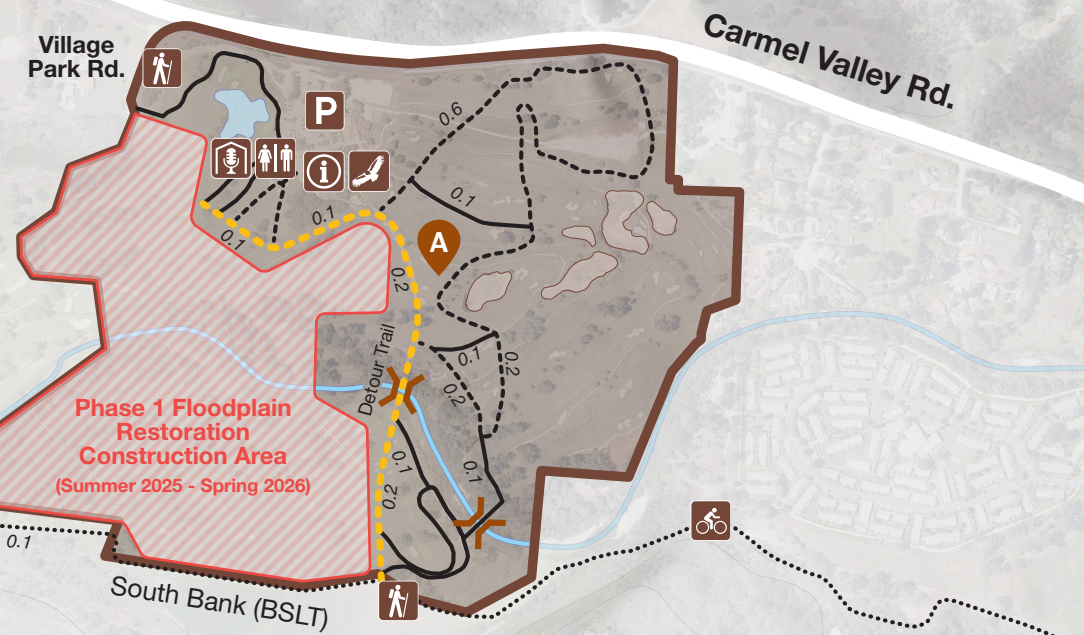 Carmel Valley Rd.
Village
Park Rd.
P
i
0.6
0.1
0.1
0.1
A
0.2
Detour Trail
0.1
0.2
0.2
Phase 1 Floodplain
Restoration
Construction Area
(Summer 2025 - Spring 2026)
0.1
0.1
0.2
0.1
South Bank (BSLT)